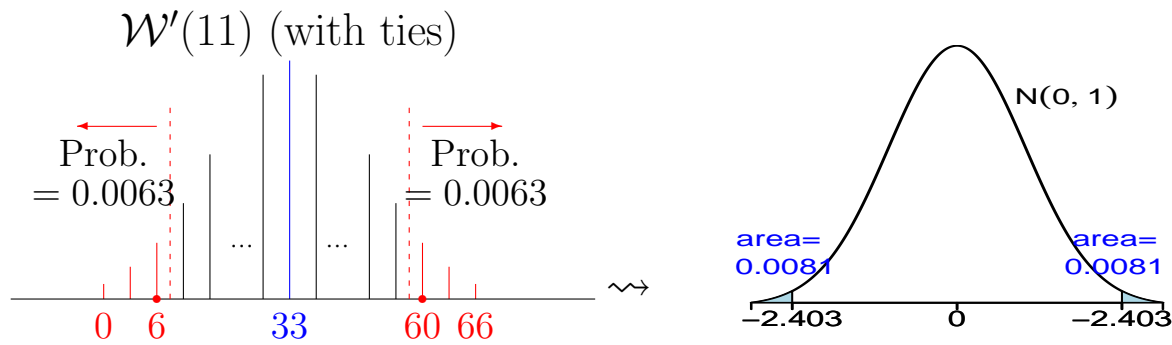 𝒲′(11) (with ties)
Prob.
= 0.0063
Prob.
= 0.0063
...
...
0
6
33
60
66
N(0, 1)
area=
0.0081
area=
0.0081
−2.403
0
−2.403